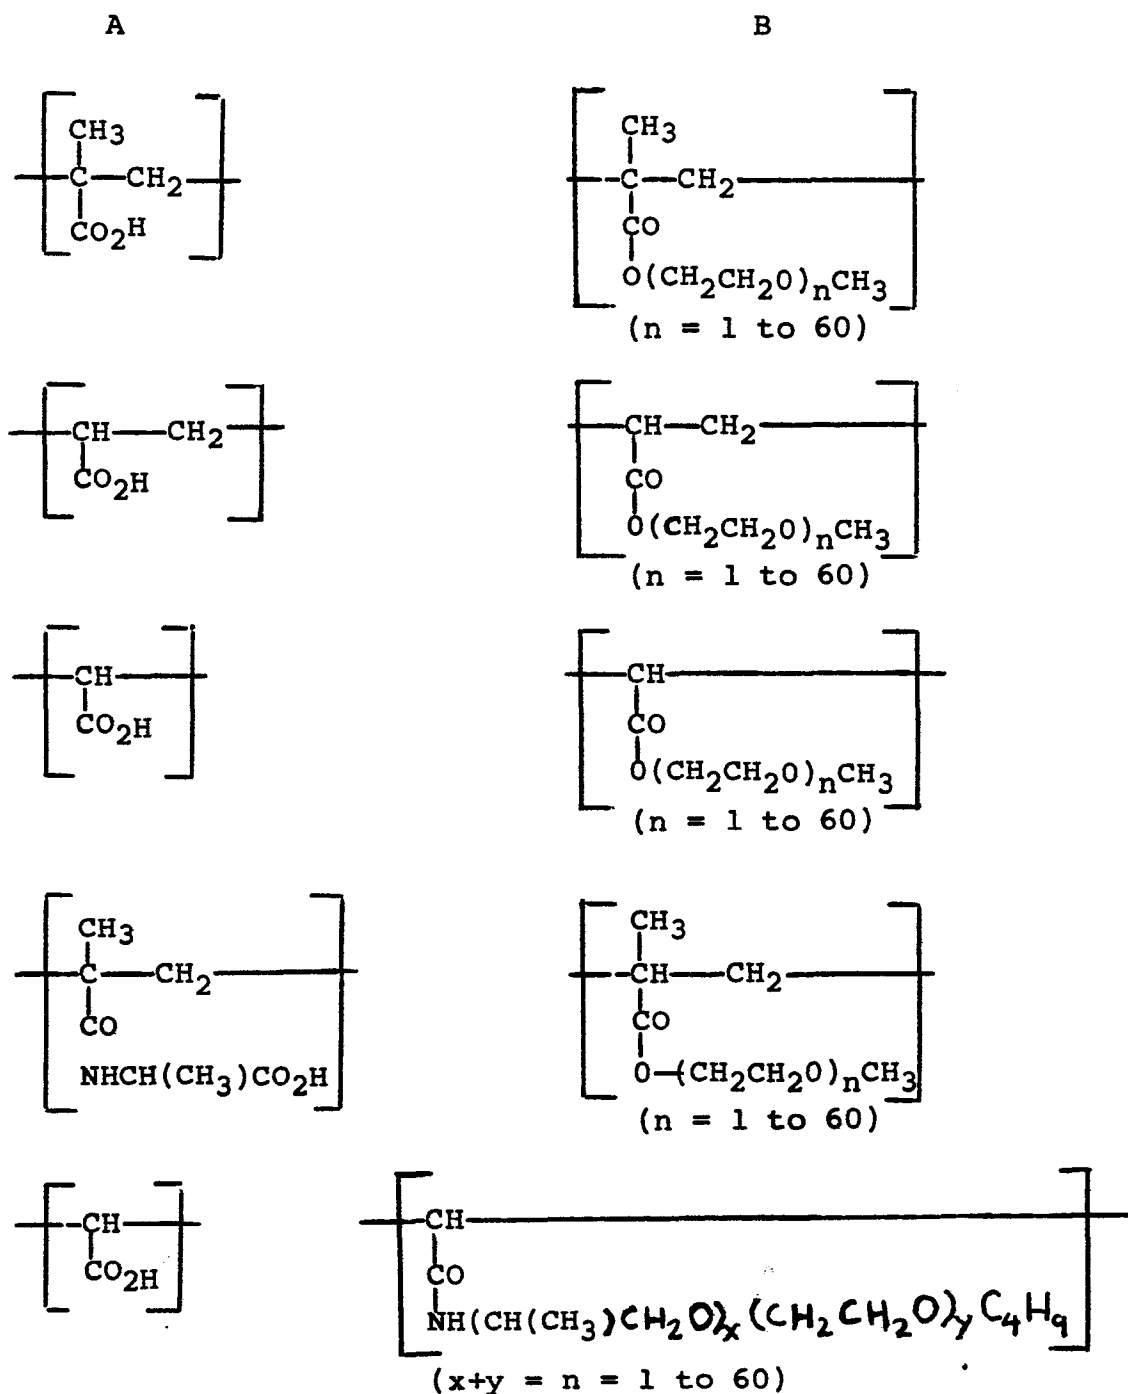 A B
CH3 CH3
C—CH2 C—CH2
CO2H CO
O(CH2CH2O)nCH3
(n = 1 to 60)
CH—CH2 CH—CH2
CO2H CO
O(CH2CH2O)nCH3
(n = 1 to 60)
CH CH
CO2H CO
O(CH2CH2O)nCH3
(n = 1 to 60)
CH3 CH3
C—CH2 CH—CH2
CO CO
NHCH(CH3)CO2H O—(CH2CH2O)nCH3
(n = 1 to 60)
CH CH
CO2H CO
NH(CH(CH3)CH2O)x(CH2CH2O)yC4H9
(x+y = n = 1 to 60)